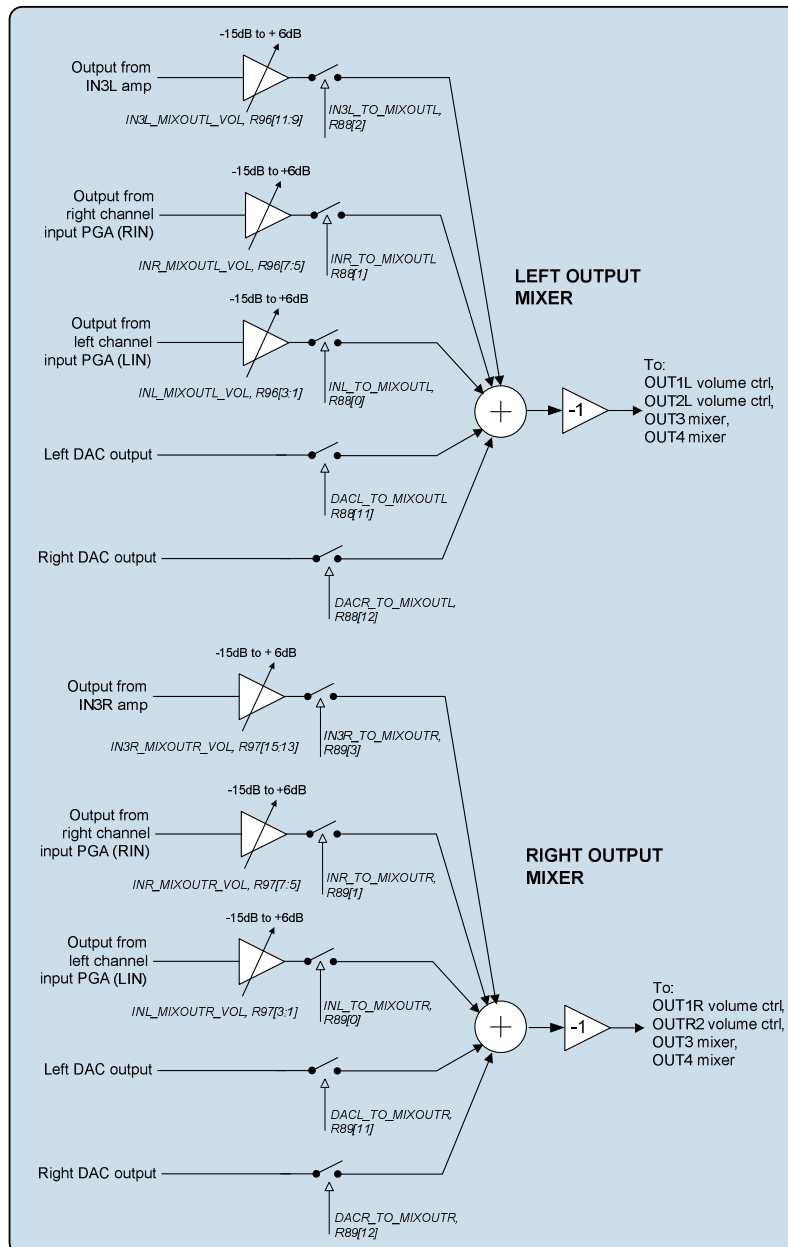 -15dB to + 6dB
Output from
IN3L amp
IN3L_MIXOUTL_VOL, R96[11:9]
IN3L_TO_MIXOUTL,
R88[2]
-15dB to +6dB
Output from
right channel
input PGA (RIN)
INR_MIXOUTL_VOL, R96[7:5]
INR_TO_MIXOUTL
R88[1]
LEFT OUTPUT
MIXER
-15dB to +6dB
Output from
left channel
input PGA (LIN)
INL_MIXOUTL_VOL, R96[3:1]
INL_TO_MIXOUTL,
R88[0]
-1
To:
OUT1L volume ctrl,
OUT2L volume ctrl,
OUT3 mixer,
OUT4 mixer
Left DAC output
DACL_TO_MIXOUTL
R88[11]
Right DAC output
DACR_TO_MIXOUTL,
R88[12]
-15dB to + 6dB
Output from
IN3R amp
IN3R_MIXOUTR_VOL, R97[15:13]
IN3R_TO_MIXOUTR,
R89[3]
-15dB to +6dB
Output from
right channel
input PGA (RIN)
INR_MIXOUTR_VOL, R97[7:5]
INR_TO_MIXOUTR,
R89[1]
RIGHT OUTPUT
MIXER
-15dB to +6dB
Output from
left channel
input PGA (LIN)
INL_MIXOUTR_VOL, R97[3:1]
INL_TO_MIXOUTR,
R89[0]
-1
To:
OUT1R volume ctrl,
OUTR2 volume ctrl,
OUT3 mixer,
OUT4 mixer
Left DAC output
DACL_TO_MIXOUTR,
R89[11]
Right DAC output
DACR_TO_MIXOUTR,
R89[12]